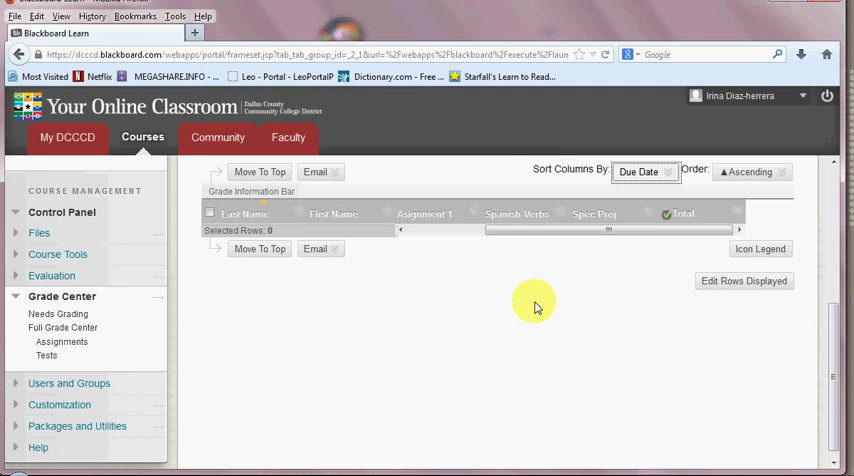 Blackboard Learn - Mozilla Firefox
File Edit View History Bookmarks Tools Help
Blackboard Learn +
https://dcccd.blackboard.com/webapps/portal/frameset.jsp?tab_tab_group_id=_2_1&url=%2Fwebapps%2Fblackboard%2Fexecute%2Flaun
Google
Most Visited Netflix MEGASHARE.INFO - ... Leo - Portal - LeoPortalP Dictionary.com - Free ... Starfall's Learn to Read...
Your Online Classroom
Dallas County
Community College District
Irina Diaz-herrera
My DCCCD Courses Community Faculty
COURSE MANAGEMENT
Control Panel
Files
Course Tools
Evaluation
Grade Center
Needs Grading
Full Grade Center
Assignments
Tests
Users and Groups
Customization
Packages and Utilities
Help
Move To Top Email Sort Columns By: Due Date Order: ▲Ascending
Grade Information Bar
Last Name First Name Asignment 1 Spanish Verbs Spec Proj Total
Selected Rows: 0
Move To Top Email Icon Legend
Edit Rows Displayed